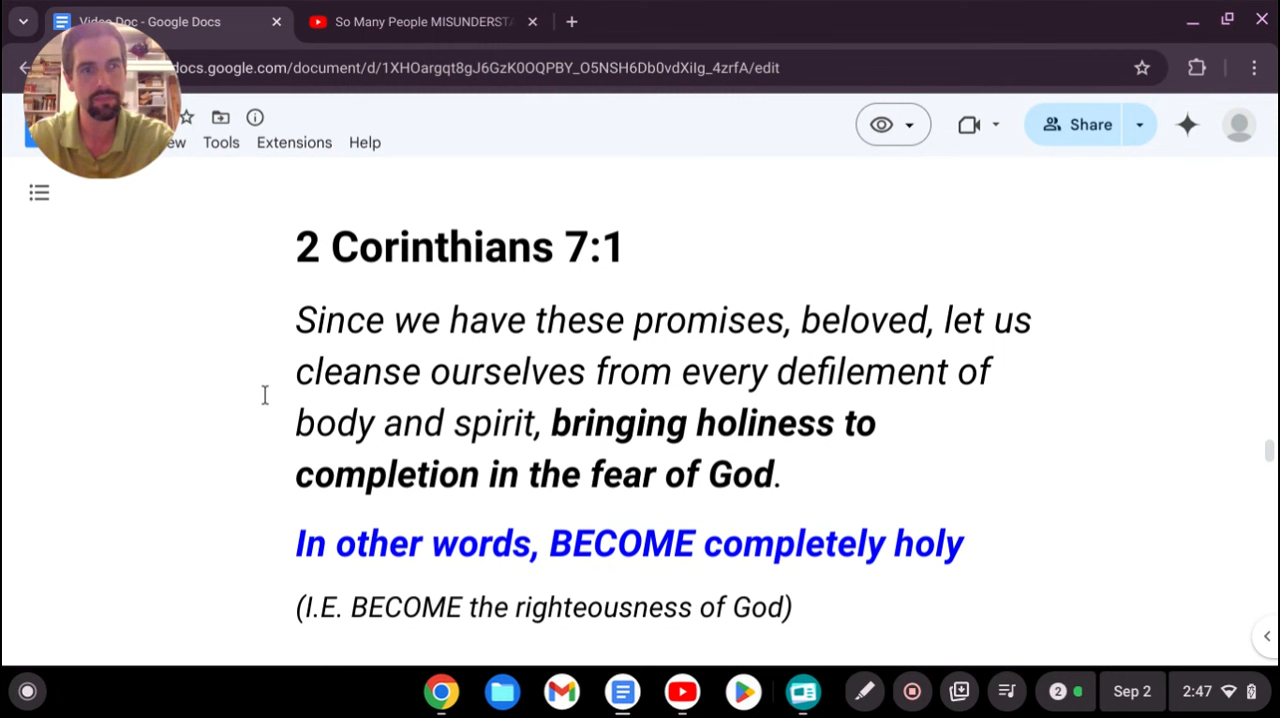 Video Doc - Google Docs
So Many People MISUNDERST
docs.google.com/document/d/1XHOargqt8gJ6GzK0OQPBY_O5NSH6Db0vdXiIg_4zrfA/edit
Share
ew Tools Extensions Help
2 Corinthians 7:1
Since we have these promises, beloved, let us
cleanse ourselves from every defilement of
body and spirit, bringing holiness to
completion in the fear of God.
In other words, BECOME completely holy
(I.E. BECOME the righteousness of God)
2
Sep 2
2:47